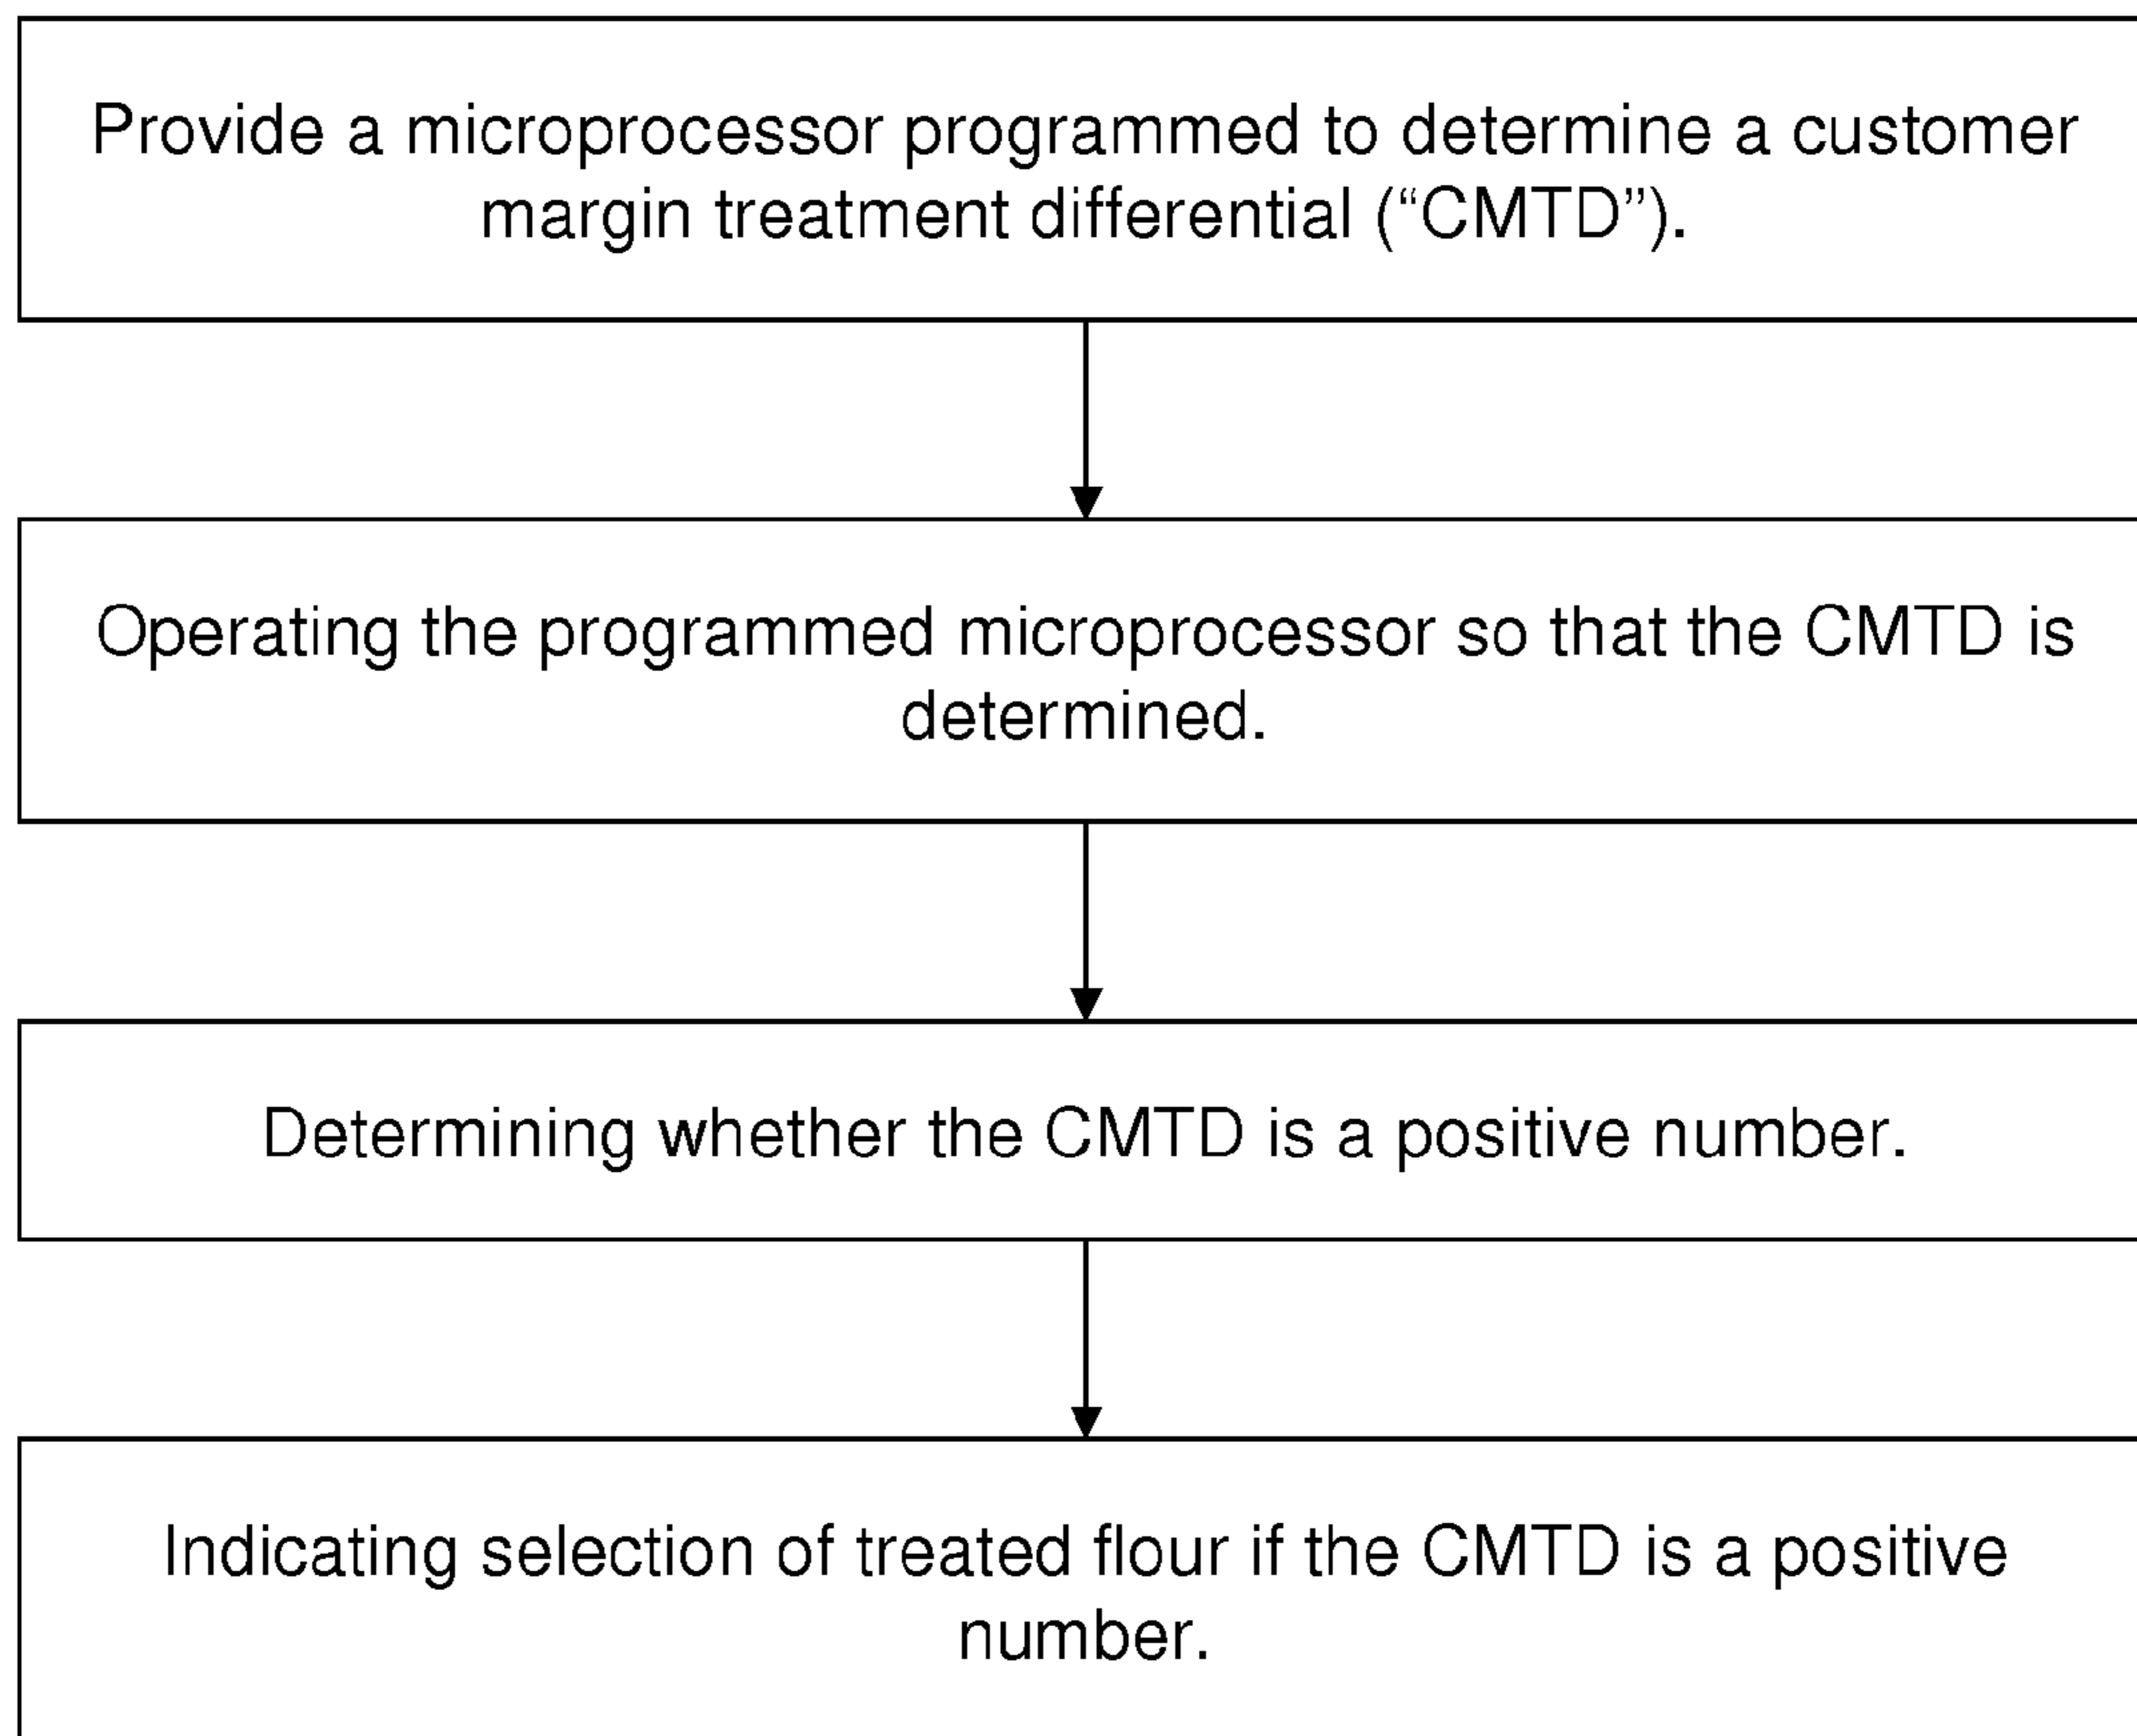 Provide a microprocessor programmed to determine a customer
margin treatment differential (“CMTD”).
Operating the programmed microprocessor so that the CMTD is
determined.
Determining whether the CMTD is a positive number.
Indicating selection of treated flour if the CMTD is a positive
number.